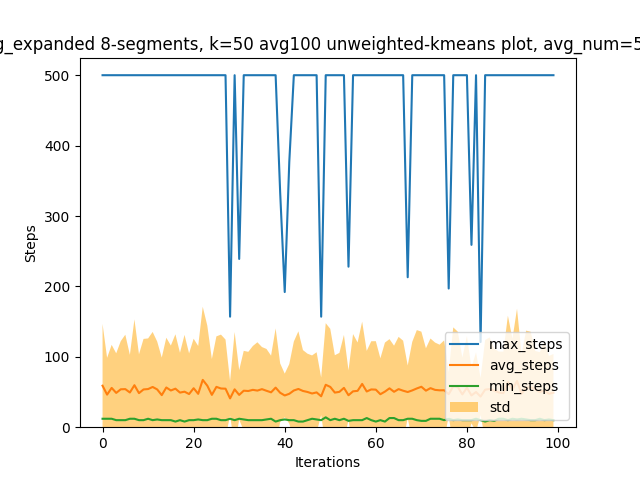 g_expanded 8-segments, k=50 avg100 unweighted-kmeans plot, avg_num=5
500
400
300
200
100
0
Steps
0 20 40 60 80 100
Iterations
max_steps
avg_steps
min_steps
std